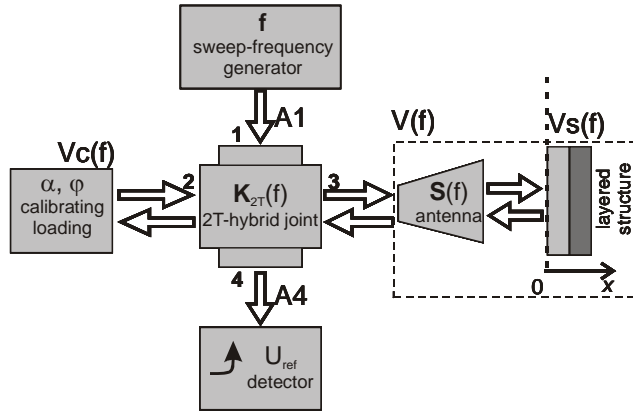 f
sweep-frequency
generator
A1
1
V(f)
Vs(f)
Vc(f)
α, φ
calibrating
loading
2
K2T(f)
2T-hybrid joint
3
S(f)
antenna
layered
structure
4
A4
0
x
Uref
detector